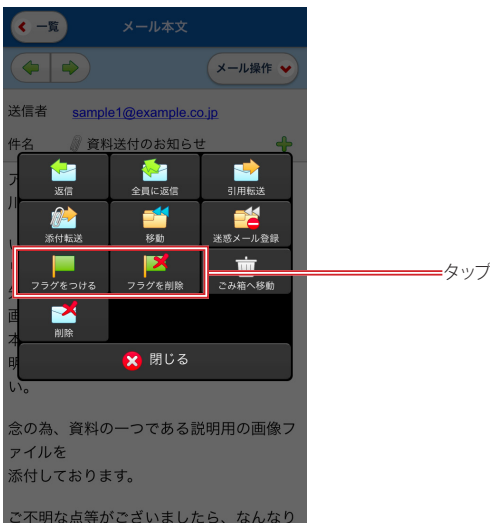 一覧
メール本文
メール操作
送信者 sample1@example.co.jp
件名 資料送付のお知らせ
返信
全員に返信
引用転送
添付転送
移動
迷惑メール登録
フラグをつける
フラグを削除
ごみ箱へ移動
タップ
削除
閉じる
い。
念の為、資料の一つである説明用の画像フ
ァイルを
添付しております。
ご不明な点等がございましたら、なんなり